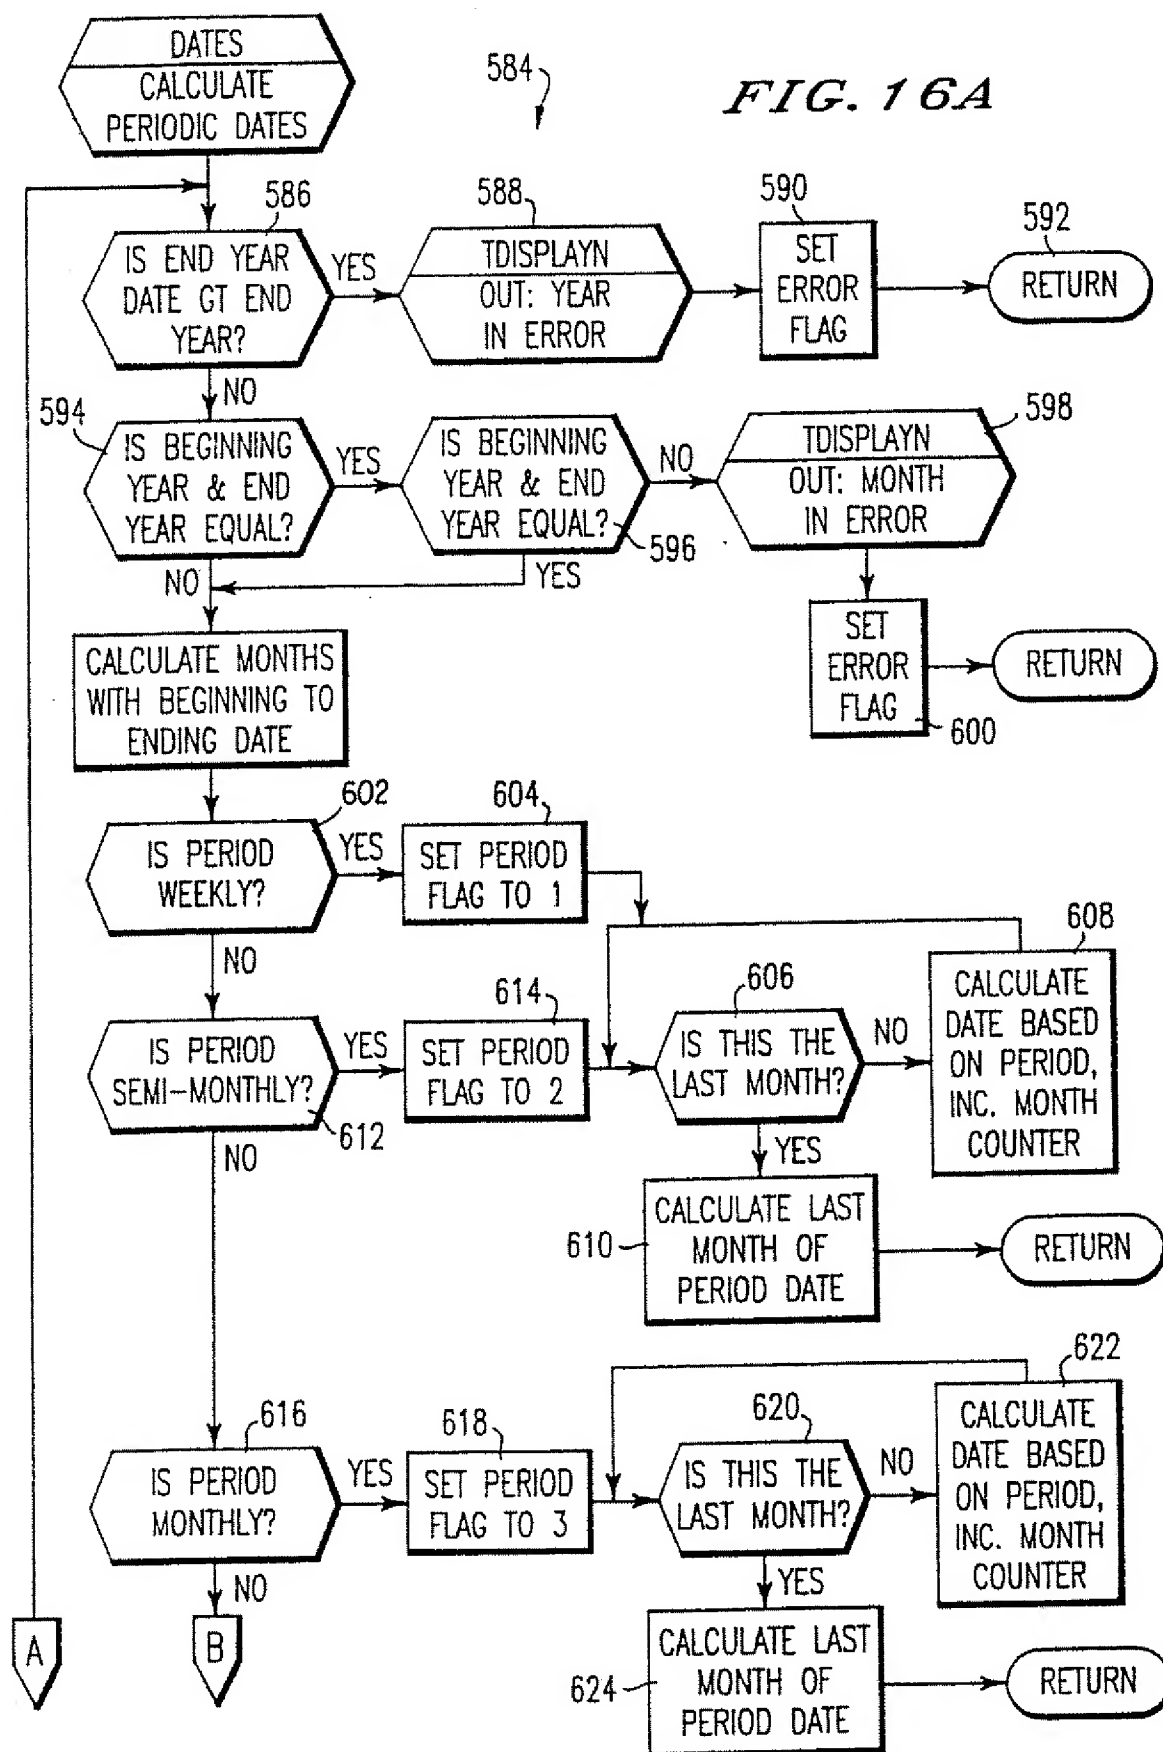 DATES
CALCULATE
PERIODIC DATES
584
FIG. 16A
586
IS END YEAR
DATE GT END
YEAR?
YES
588
TDISPLAYN
OUT: YEAR
IN ERROR
590
SET
ERROR
FLAG
592
RETURN
NO
594
IS BEGINNING
YEAR & END
YEAR EQUAL?
YES
IS BEGINNING
YEAR & END
YEAR EQUAL?
596
NO
598
TDISPLAYN
OUT: MONTH
IN ERROR
NO
YES
SET
ERROR
FLAG
600
RETURN
CALCULATE MONTHS
WITH BEGINNING TO
ENDING DATE
602
IS PERIOD
WEEKLY?
YES
604
SET PERIOD
FLAG TO 1
NO
IS PERIOD
SEMI-MONTHLY?
612
YES
614
SET PERIOD
FLAG TO 2
606
IS THIS THE
LAST MONTH?
NO
608
CALCULATE
DATE BASED
ON PERIOD,
INC. MONTH
COUNTER
NO
YES
610
CALCULATE LAST
MONTH OF
PERIOD DATE
RETURN
616
IS PERIOD
MONTHLY?
YES
618
SET PERIOD
FLAG TO 3
620
IS THIS THE
LAST MONTH?
NO
622
CALCULATE
DATE BASED
ON PERIOD,
INC. MONTH
COUNTER
NO
YES
A
B
624
CALCULATE LAST
MONTH OF
PERIOD DATE
RETURN